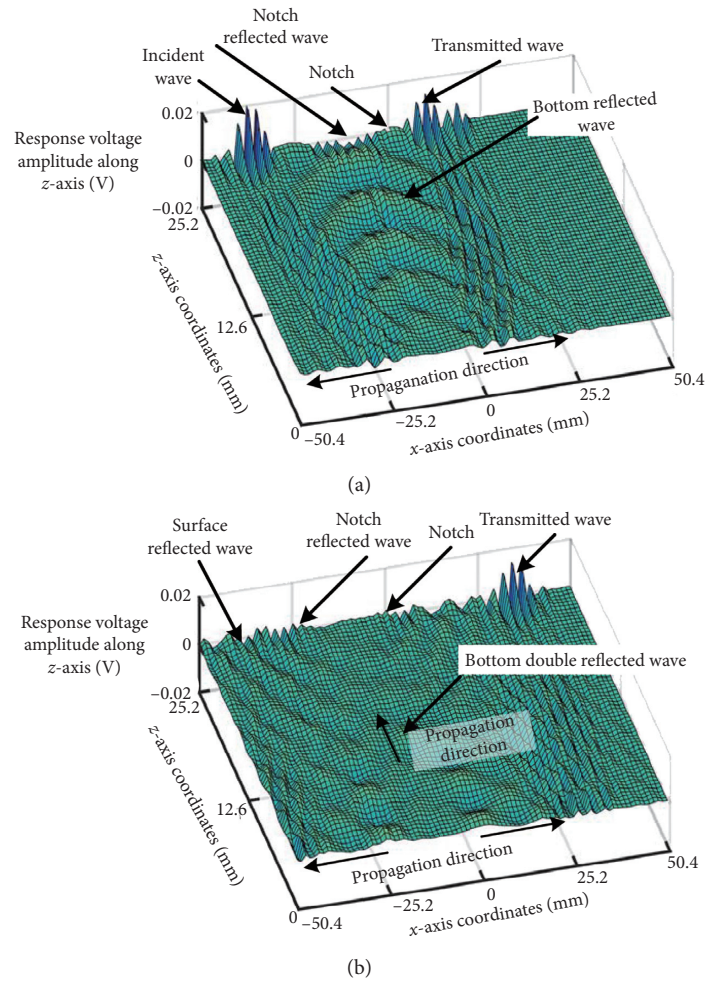 Notch
reflected wave
Incident
wave
Notch
Transmitted wave
Bottom reflected
wave
Response voltage
amplitude along
z-axis (V)
0.02
0
–0.02
25.2
12.6
0
z-axis coordinates (mm)
Propaganation direction
–50.4
–25.2
0
25.2
50.4
x-axis coordinates (mm)
(a)
Surface
reflected wave
Notch
reflected wave
Notch
Transmitted wave
Response voltage
amplitude along
z-axis (V)
0.02
0
–0.02
25.2
12.6
0
z-axis coordinates (mm)
Bottom double reflected wave
Propagation
direction
Propagation direction
–50.4
–25.2
0
25.2
50.4
x-axis coordinates (mm)
(b)